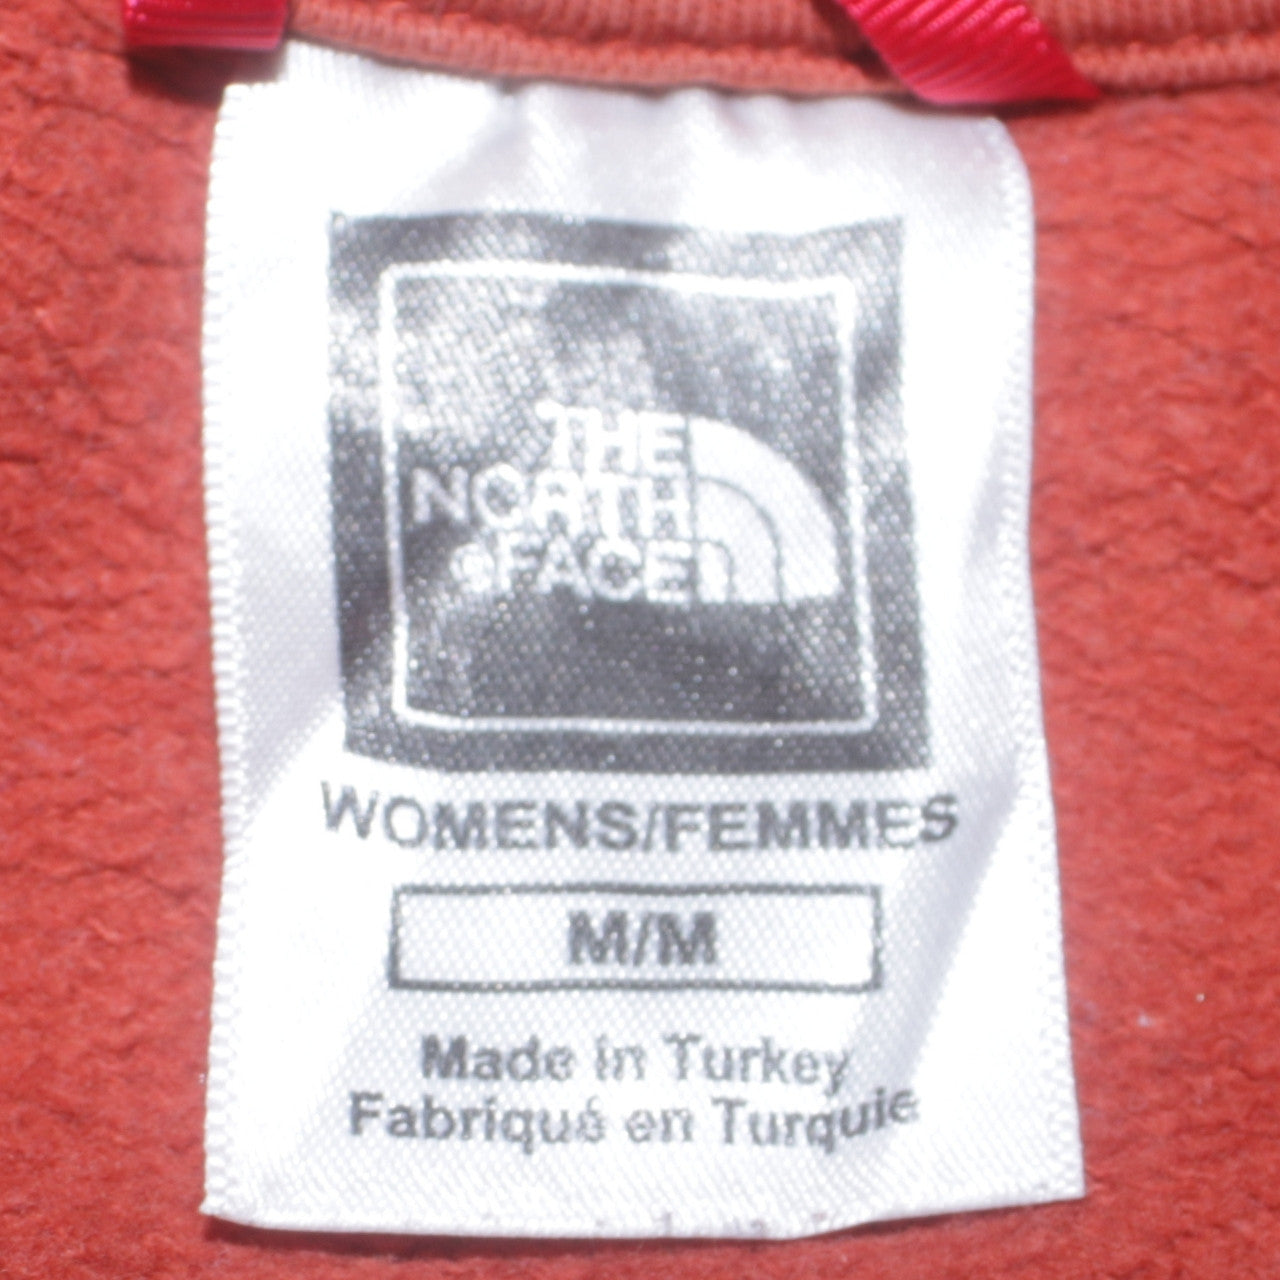 THE
NORTH
FACE
WOMENS/FEMMES
M/M
Made in Turkey
Fabriqué en Turquie